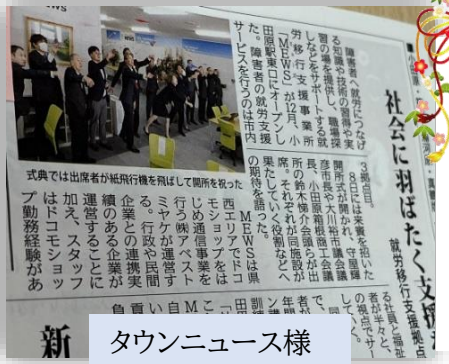 社会に羽ばたく支援
就労移行支援拠点
障害者へ就労につなげ
る知識や技術の習得や実
習の場を提供し、職場探
しなどをサポートする就
労移行支援事業所
「MEWS」が12月、小
田原駅東口にオープンし
た。障害者の就労支援
サービスを行うのは市内
3拠点目。
8日には来賓を招いた
開所式が開かれ、守屋輝
彦市長や大川裕市議会議
長、小田原箱根商工会議
所の鈴木悌介会頭らが出
席。それぞれが同施設が
果たしていく役割などへ
の期待を語った。
MEWSは県
西エリアでドコ
モショップをは
じめ通信事業を
行う㈱アベスト
ミヤケが運営す
る。行政や民間
企業との連携実
績のある企業が
運営することに
加え、スタッフ
はドコモショッ
プ勤務経験があ
式典では出席者が紙飛行機を飛ばして開所を祝った
新
タウンニュース様